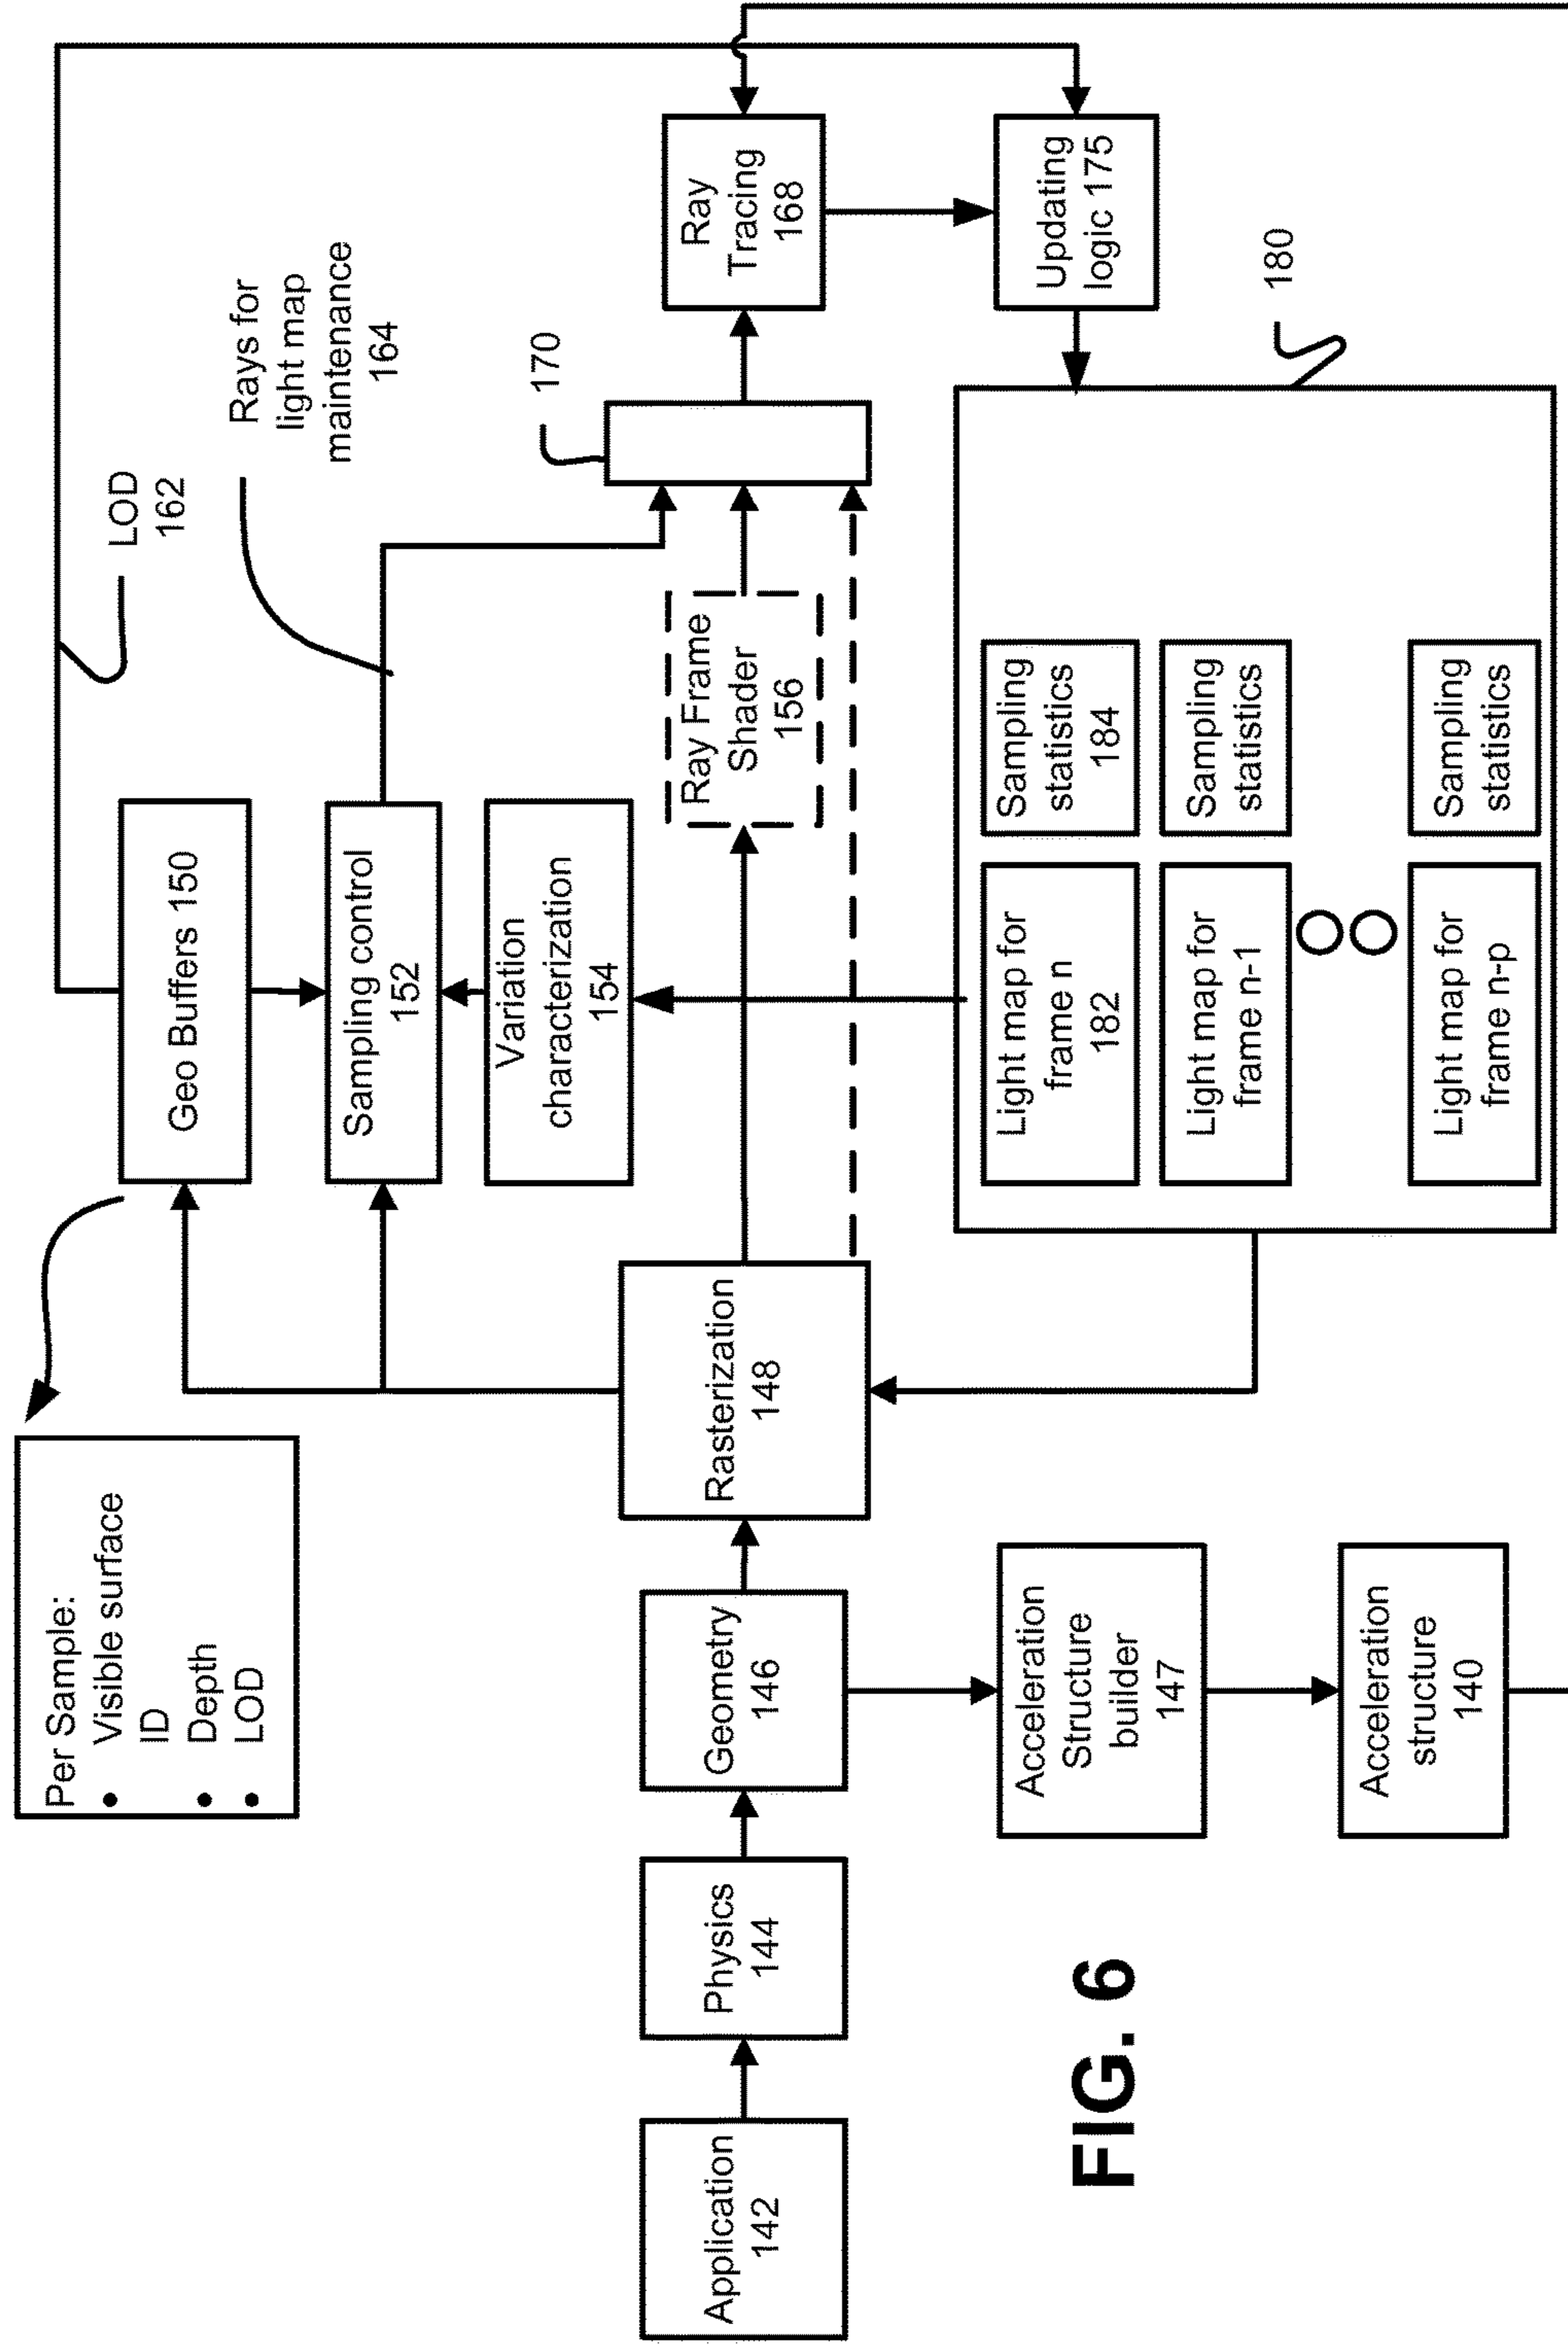 Per Sample:
• Visible surface
ID
• Depth
• LOD
LOD
162
Rays for
light map
maintenance
164
Geo Buffers 150
Sampling control
152
Variation
characterization
154
170
Application
142
Physics
144
Geometry
146
Rasterization
148
Ray Frame
Shader
156
Ray
Tracing
168
Acceleration
Structure
builder
147
Acceleration
structure
140
Updating
logic 175
180
Light map for
frame n
182
Sampling
statistics
184
Light map for
frame n-1
Sampling
statistics
Light map for
frame n-p
Sampling
statistics
FIG. 6